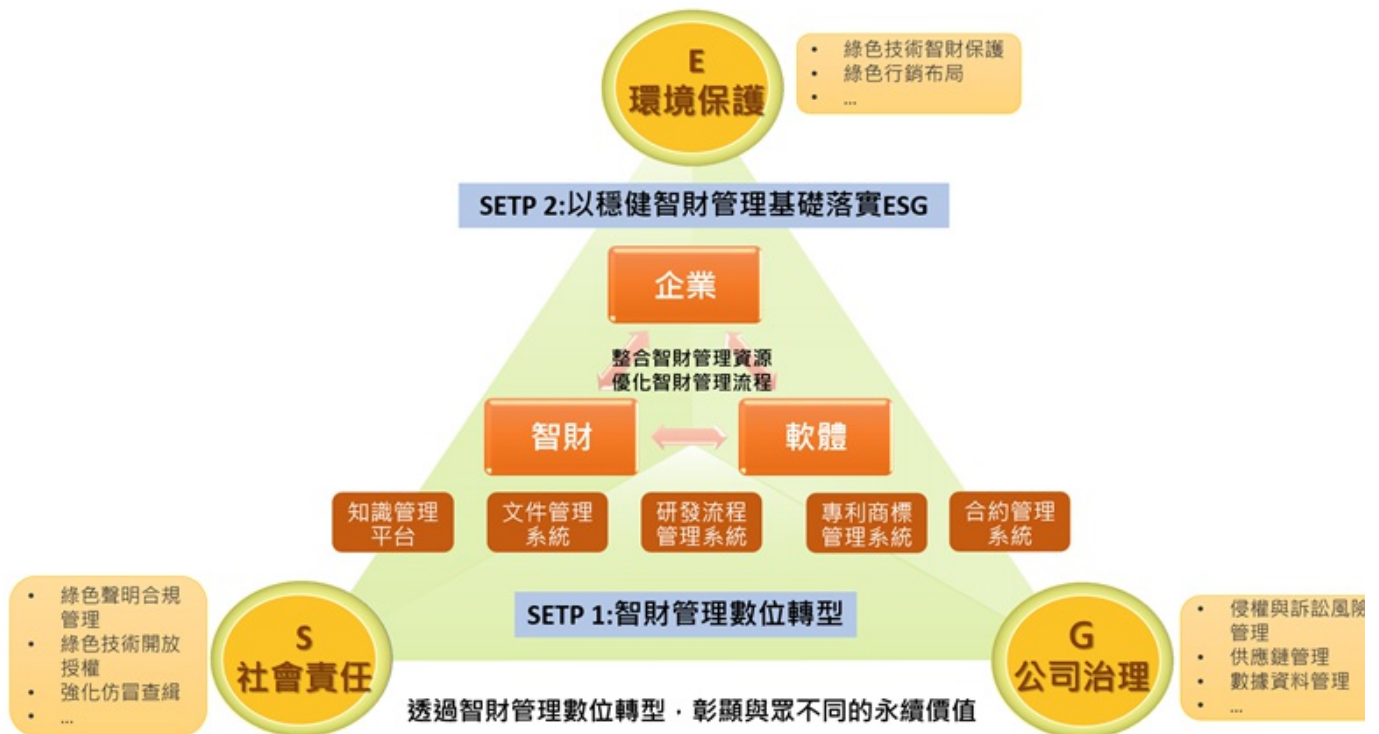 E
環境保護
• 綠色技術智財保護
• 綠色行銷布局
• ...
SETP 2:以穩健智財管理基礎落實ESG
企業
整合智財管理資源
優化智財管理流程
智財
軟體
知識管理
平台
文件管理
系統
研發流程
管理系統
專利商標
管理系統
合約管理
系統
SETP 1:智財管理數位轉型
• 綠色聲明合規
管理
• 綠色技術開放
授權
• 強化仿冒查緝
• ...
S
社會責任
G
公司治理
• 侵權與訴訟風險
管理
• 供應鏈管理
• 數據資料管理
• ...
透過智財管理數位轉型，彰顯與眾不同的永續價值